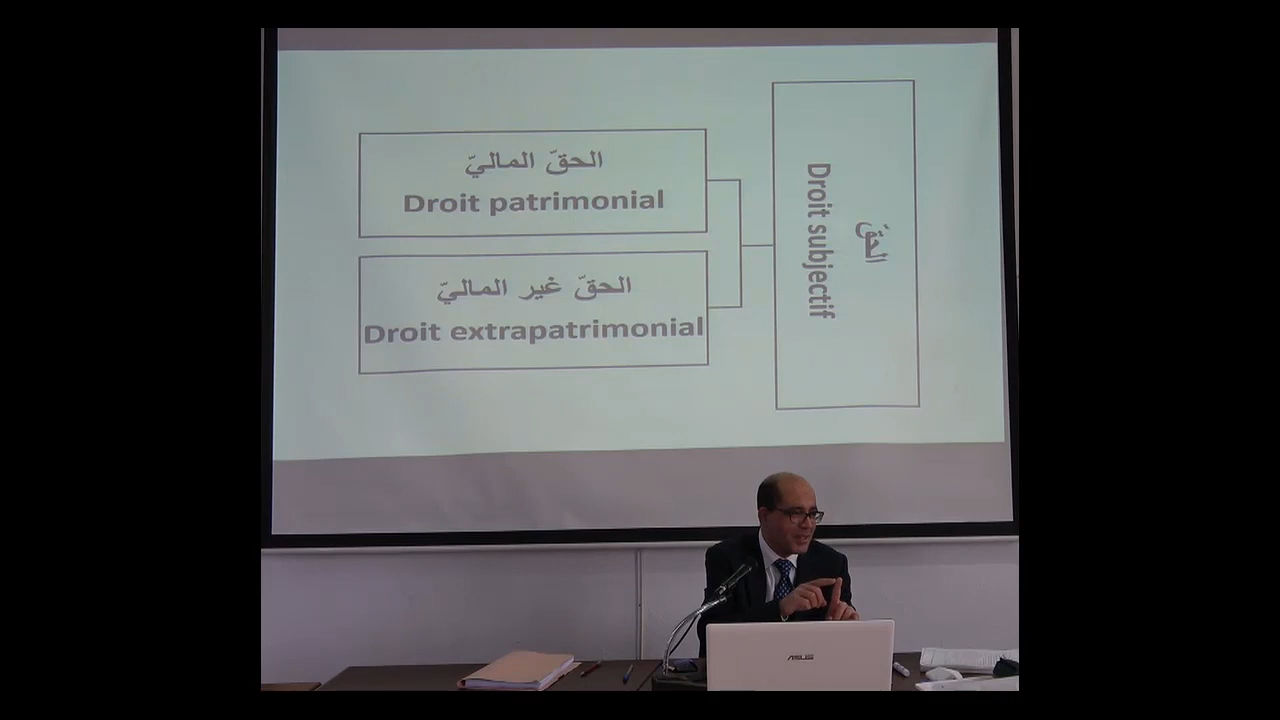 الحقّ
Droit subjectif
الحقّ الماليّ
Droit patrimonial
الحقّ غير الماليّ
Droit extrapatrimonial
ASUS